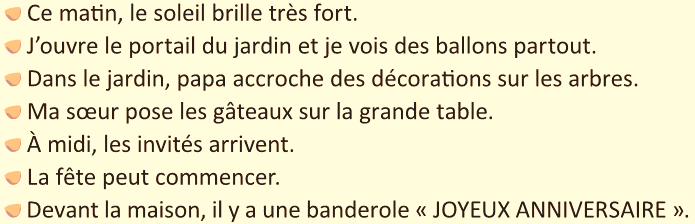 Ce matin, le soleil brille très fort.
J’ouvre le portail du jardin et je vois des ballons partout.
Dans le jardin, papa accroche des décorations sur les arbres.
Ma sœur pose les gâteaux sur la grande table.
À midi, les invités arrivent.
La fête peut commencer.
Devant la maison, il y a une banderole « JOYEUX ANNIVERSAIRE ».